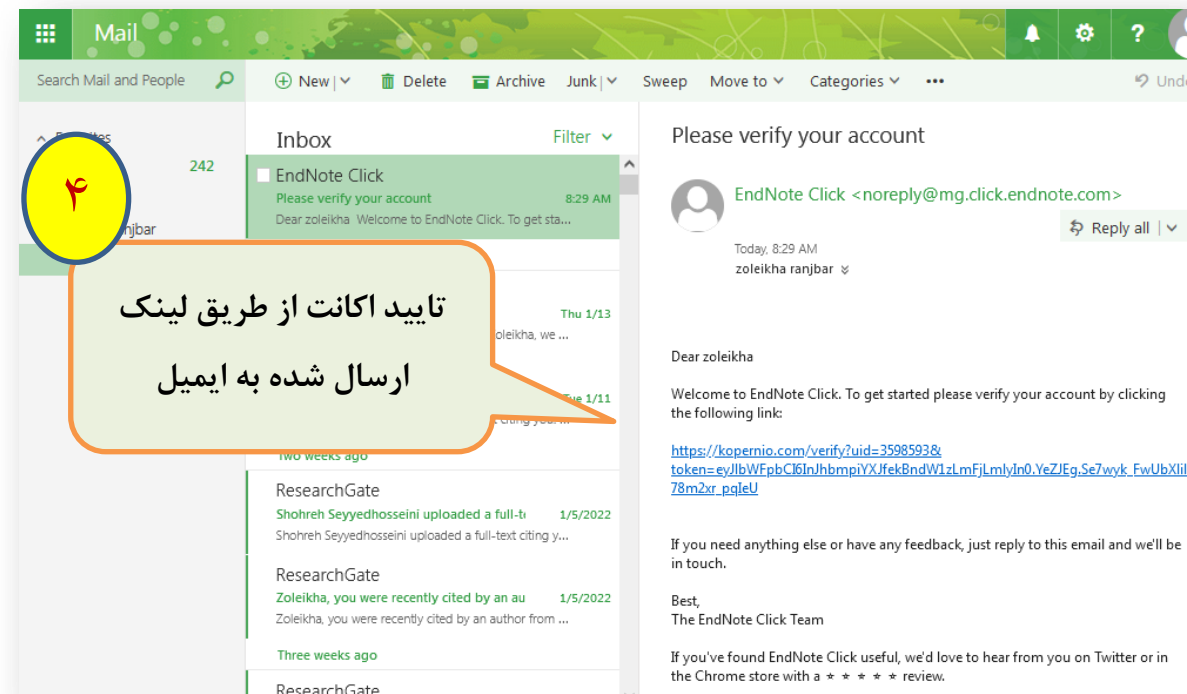 Mail
Search Mail and People
New
Delete
Archive
Junk
Sweep
Move to
Categories
242
۴
تایید اکانت از طریق لینک
ارسال شده به ایمیل
Inbox
Filter
EndNote Click
Please verify your account 8:29 AM
Dear zoleikha Welcome to EndNote Click. To get sta...
Thu 1/13
oleikha, we ...
Tue 1/11
Two weeks ago
ResearchGate
Shohreh Seyyedhosseini uploaded a full-t 1/5/2022
Shohreh Seyyedhosseini uploaded a full-text citing y...
ResearchGate
Zoleikha, you were recently cited by an au 1/5/2022
Zoleikha, you were recently cited by an author from ...
Three weeks ago
ResearchGate
Please verify your account
EndNote Click <noreply@mg.click.endnote.com>
Reply all
Today, 8:29 AM
zoleikha ranjbar
Dear zoleikha
Welcome to EndNote Click. To get started please verify your account by clicking
the following link:
https://kopernio.com/verify?uid=3598593&
If you need anything else or have any feedback, just reply to this email and we'll be
in touch.
Best,
The EndNote Click Team
If you've found EndNote Click useful, we'd love to hear from you on Twitter or in
the Chrome store with a ★ ★ ★ ★ ★ review.